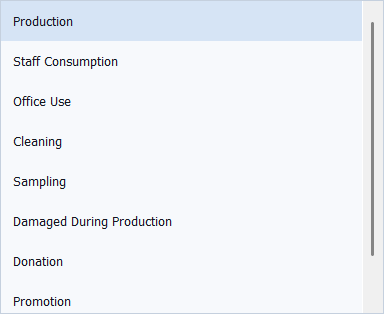 Production
Staff Consumption
Office Use
Cleaning
Sampling
Damaged During Production
Donation
Promotion